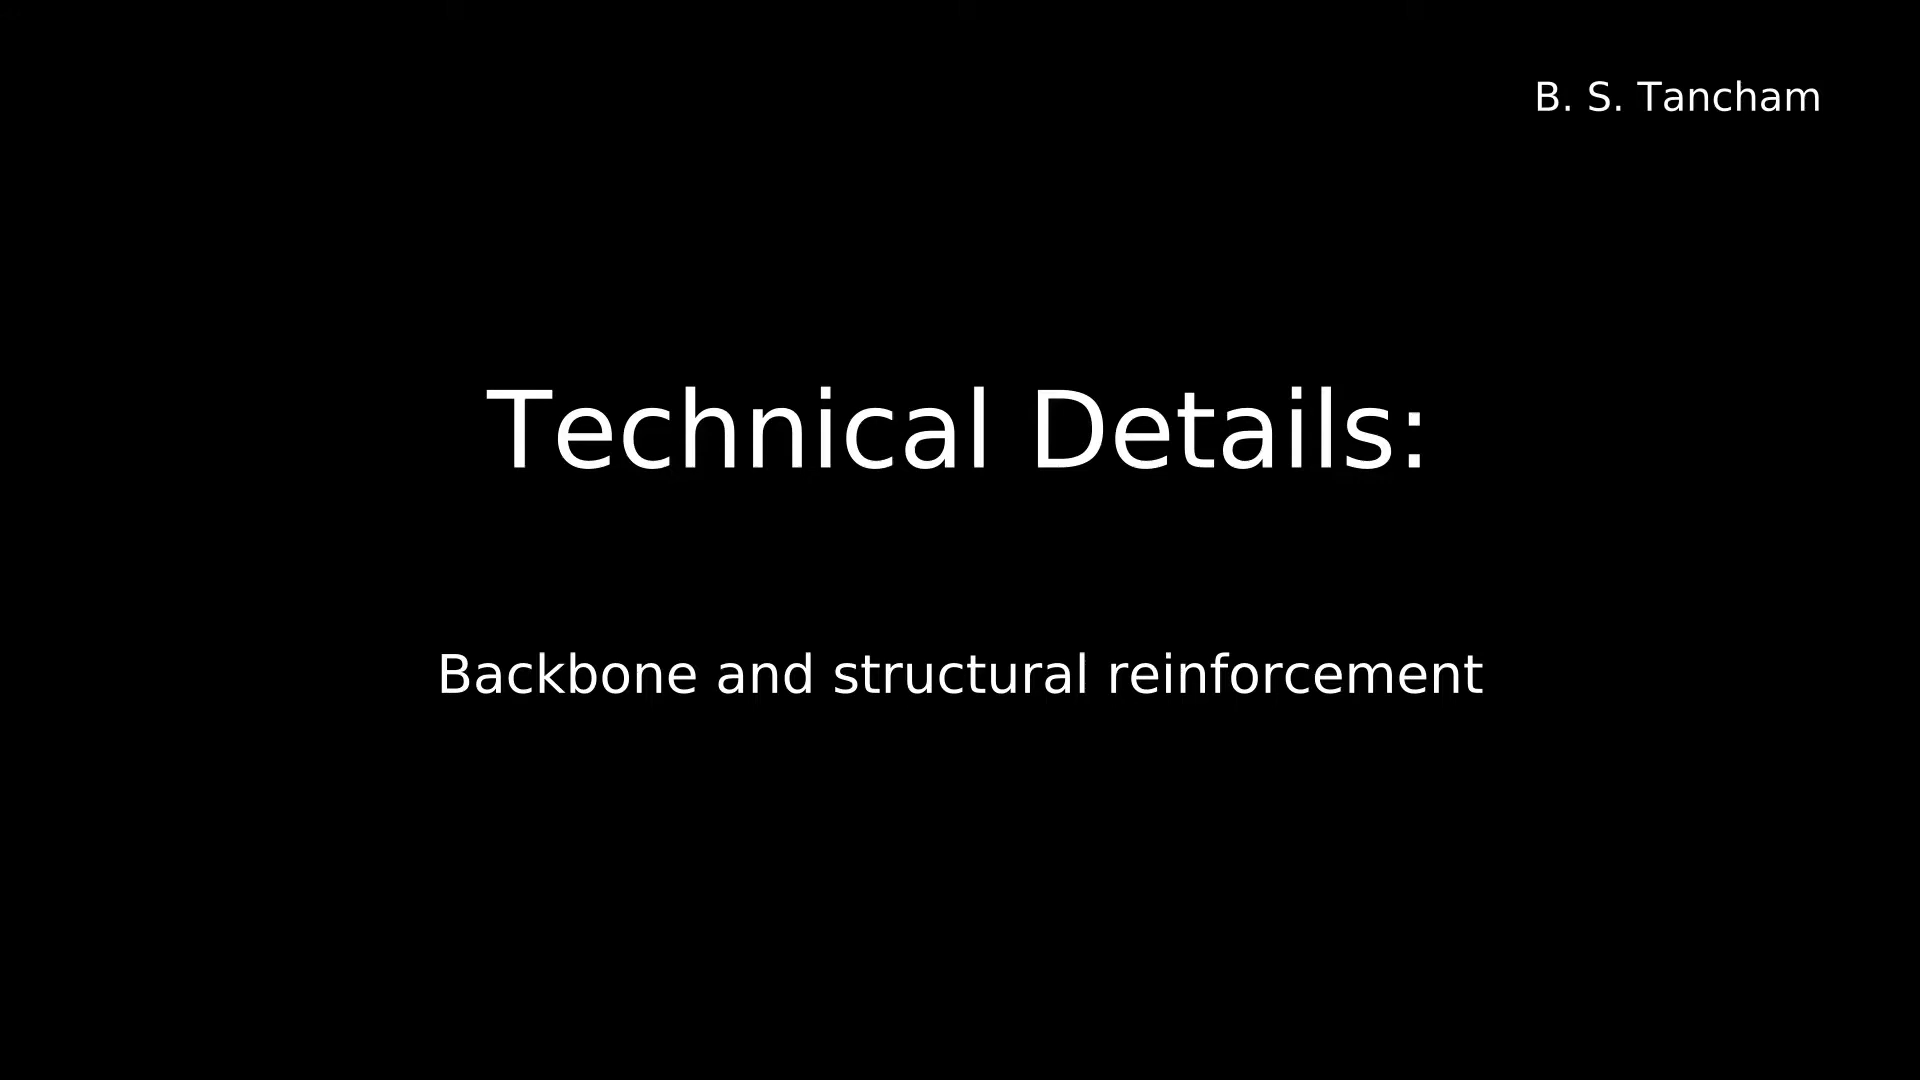 B. S. Tancham
Technical Details:
Backbone and structural reinforcement